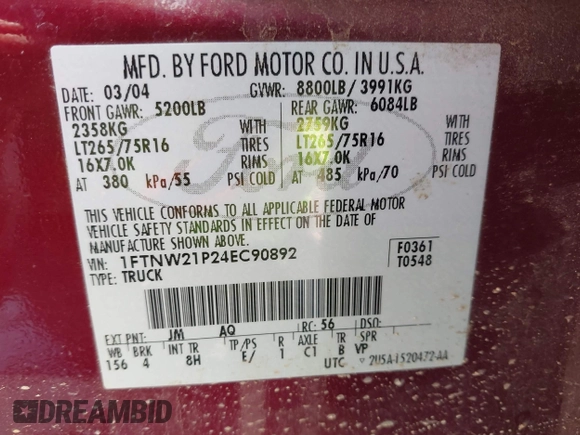 MFD. BY FORD MOTOR CO. IN U.S.A.
DATE: 03/04 GVWR: 8800LB/ 3991KG
FRONT GAWR: 5200LB REAR GAWR: 6084LB
2358KG WITH 2759KG WITH
LT265/75R16 TIRES LT265/75R16 TIRES
16X7.0K RIMS 16X7.0K RIMS
AT 380 kPa/55 PSI COLD AT 485 kPa/70 PSI COLD
Ford
THIS VEHICLE CONFORMS TO ALL APPLICABLE FEDERAL MOTOR
VEHICLE SAFETY STANDARDS IN EFFECT ON THE DATE OF
MANUFACTURE SHOWN ABOVE.
VIN: 1FTNW21P24EC90892 F0361
TYPE: TRUCK T0548
EXT PNT: JM AQ RC: 56 DSO:
WB BRK INT TR TP/PS R AXLE TR SPR
156 4 8H E/ 1 C1 B VP
UTC 2U5A-1520472-AA
DREAMBID